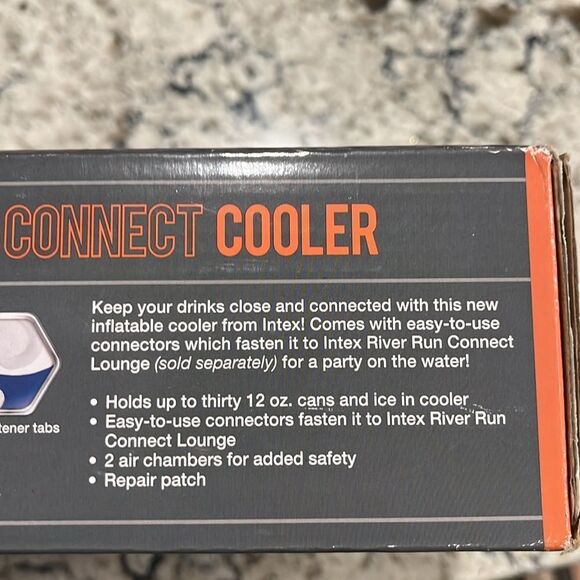 CONNECT COOLER
Keep your drinks close and connected with this new
inflatable cooler from Intex! Comes with easy-to-use
connectors which fasten it to Intex River Run Connect
Lounge (sold separately) for a party on the water!
• Holds up to thirty 12 oz. cans and ice in cooler
• Easy-to-use connectors fasten it to Intex River Run
Connect Lounge
• 2 air chambers for added safety
• Repair patch
tener tabs